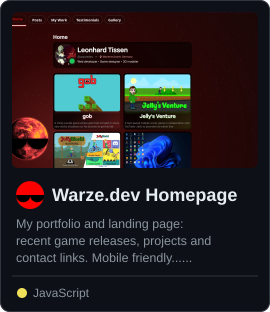 Home
Posts
My Work
Testimonials
Gallery
Home
Leonhard Tissen
gob
gob
Jelly's Venture
Jelly's Venture
Warze.dev Homepage
My portfolio and landing page:
recent game releases, projects and
contact links. Mobile friendly......
JavaScript